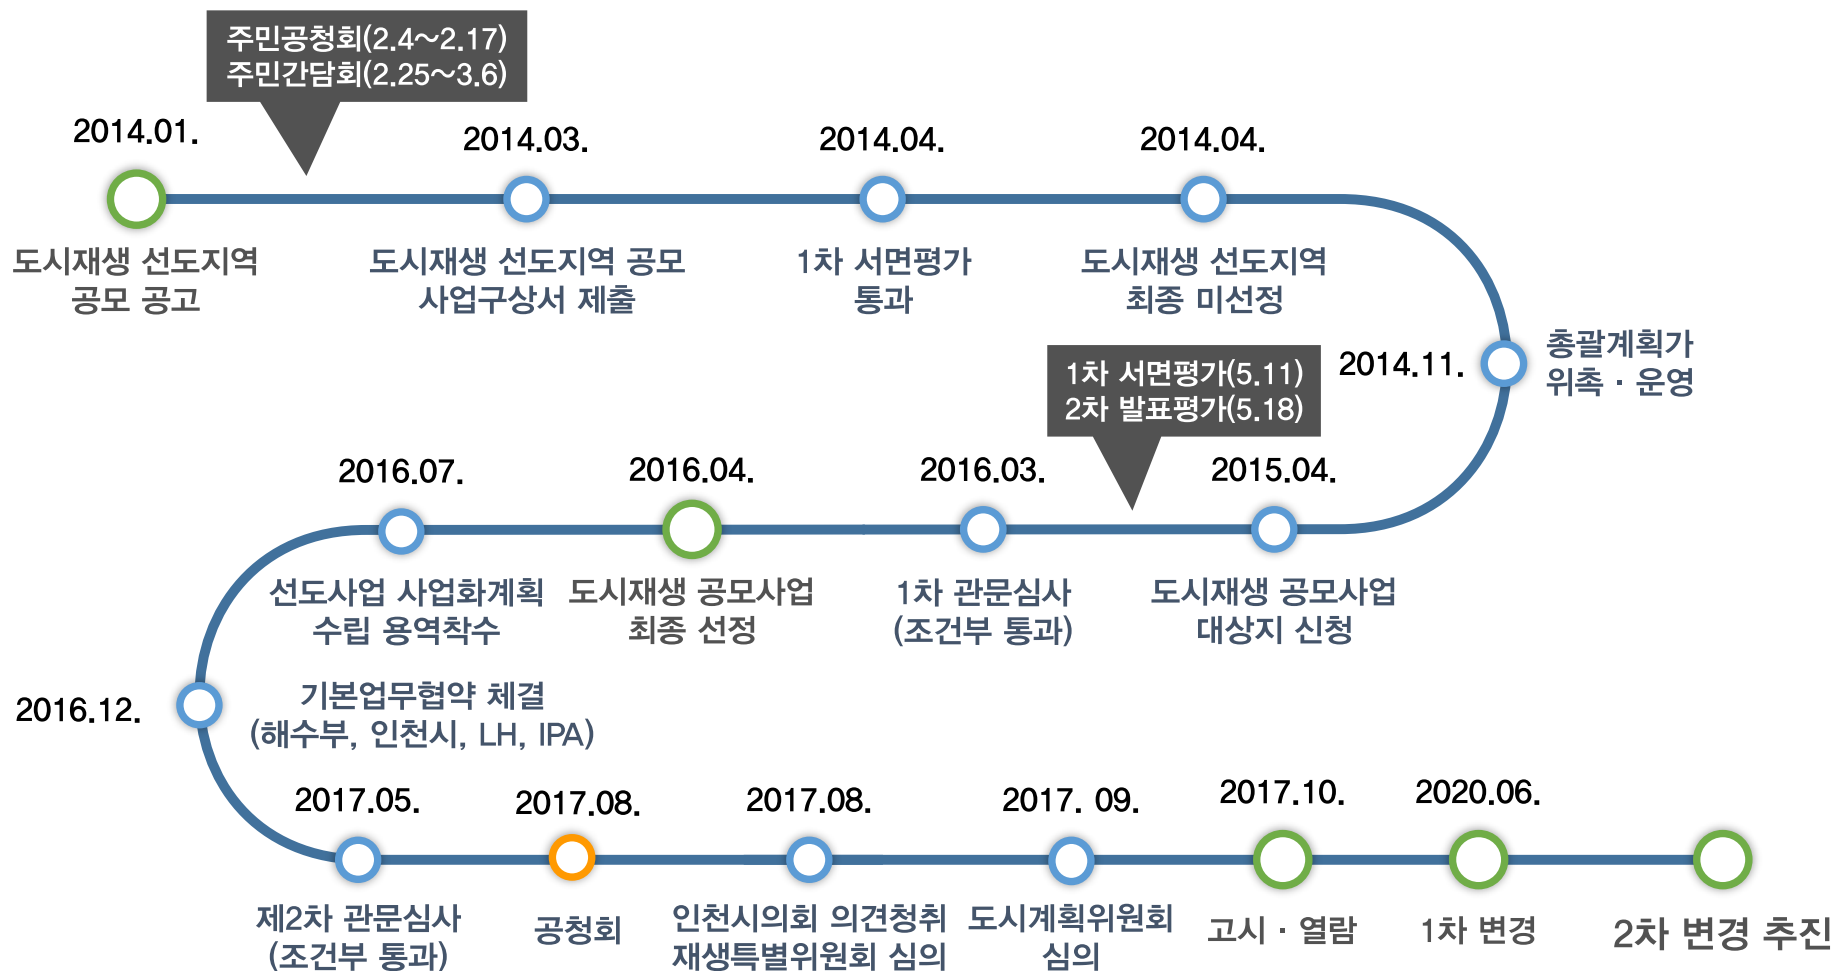 주민공청회(2.4~2.17)
주민간담회(2.25~3.6)
2014.01.
도시재생 선도지역
공모 공고
2014.03.
도시재생 선도지역 공모
사업구상서 제출
2014.04.
1차 서면평가
통과
2014.04.
도시재생 선도지역
최종 미선정
2014.11.
총괄계획가
위촉 · 운영
1차 서면평가(5.11)
2차 발표평가(5.18)
2015.04.
도시재생 공모사업
대상지 신청
2016.03.
1차 관문심사
(조건부 통과)
2016.04.
도시재생 공모사업
최종 선정
2016.07.
선도사업 사업화계획
수립 용역착수
2016.12.
기본업무협약 체결
(해수부, 인천시, LH, IPA)
2017.05.
제2차 관문심사
(조건부 통과)
2017.08.
공청회
2017.08.
인천시의회 의견청취
재생특별위원회 심의
2017. 09.
도시계획위원회
심의
2017.10.
고시 · 열람
2020.06.
1차 변경
2차 변경 추진